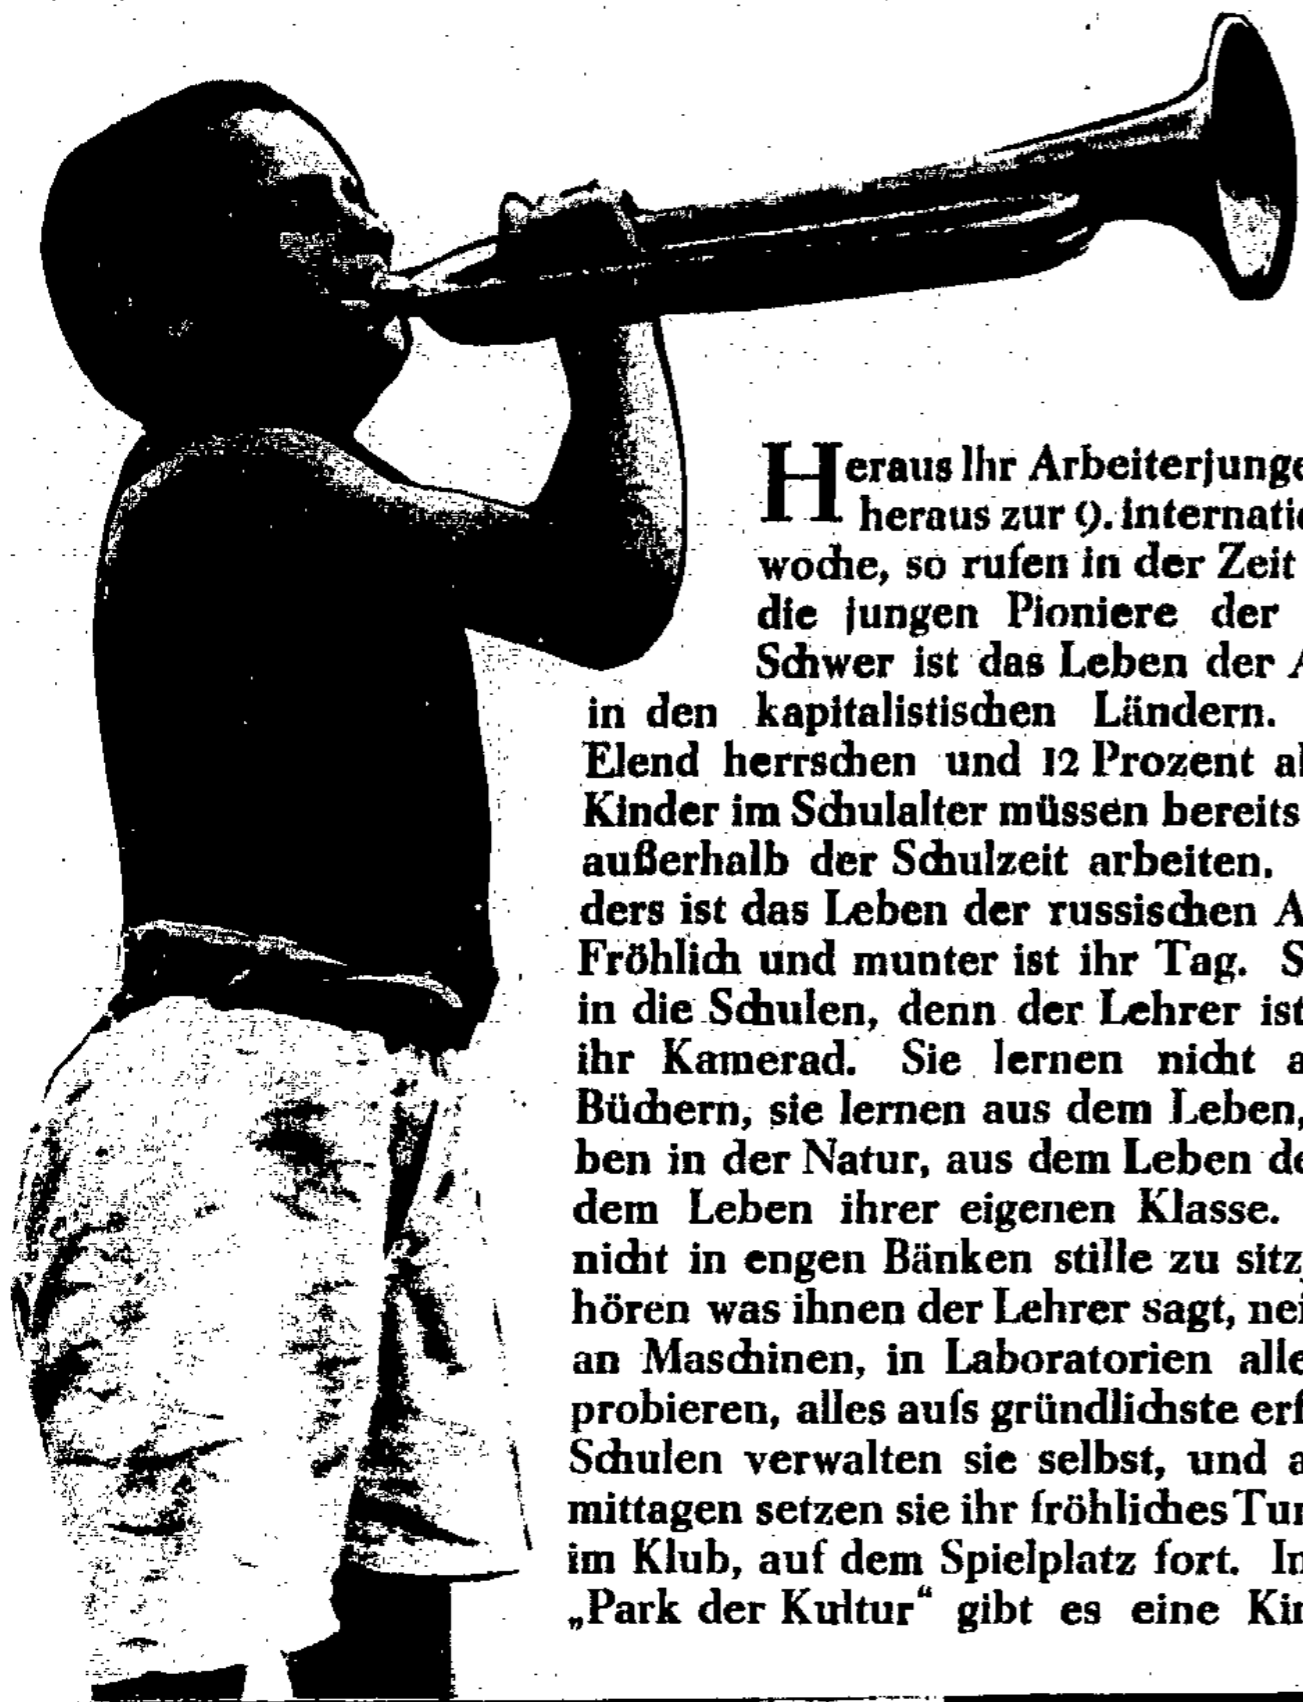 Heraus Ihr Arbeiterjunge
heraus zur 9. internatio
woche, so rufen in der Zeit
die jungen Pioniere der
Schwer ist das Leben der A
in den kapitalistischen Ländern.
Elend herrschen und 12 Prozent al
Kinder im Schulalter müssen bereits
außerhalb der Schulzeit arbeiten.
ders ist das Leben der russischen A
Fröhlich und munter ist ihr Tag. S
in die Schulen, denn der Lehrer ist
ihr Kamerad. Sie lernen nicht a
Büchern, sie lernen aus dem Leben,
ben in der Natur, aus dem Leben de
dem Leben ihrer eigenen Klasse.
nicht in engen Bänken stille zu sitz
hören was ihnen der Lehrer sagt, nei
an Maschinen, in Laboratorien alle
probieren, alles aufs gründlichste erf
Schulen verwalten sie selbst, und a
mittagen setzen sie ihr fröhliches Tu
im Klub, auf dem Spielplatz fort. In
„Park der Kultur“ gibt es eine Kin